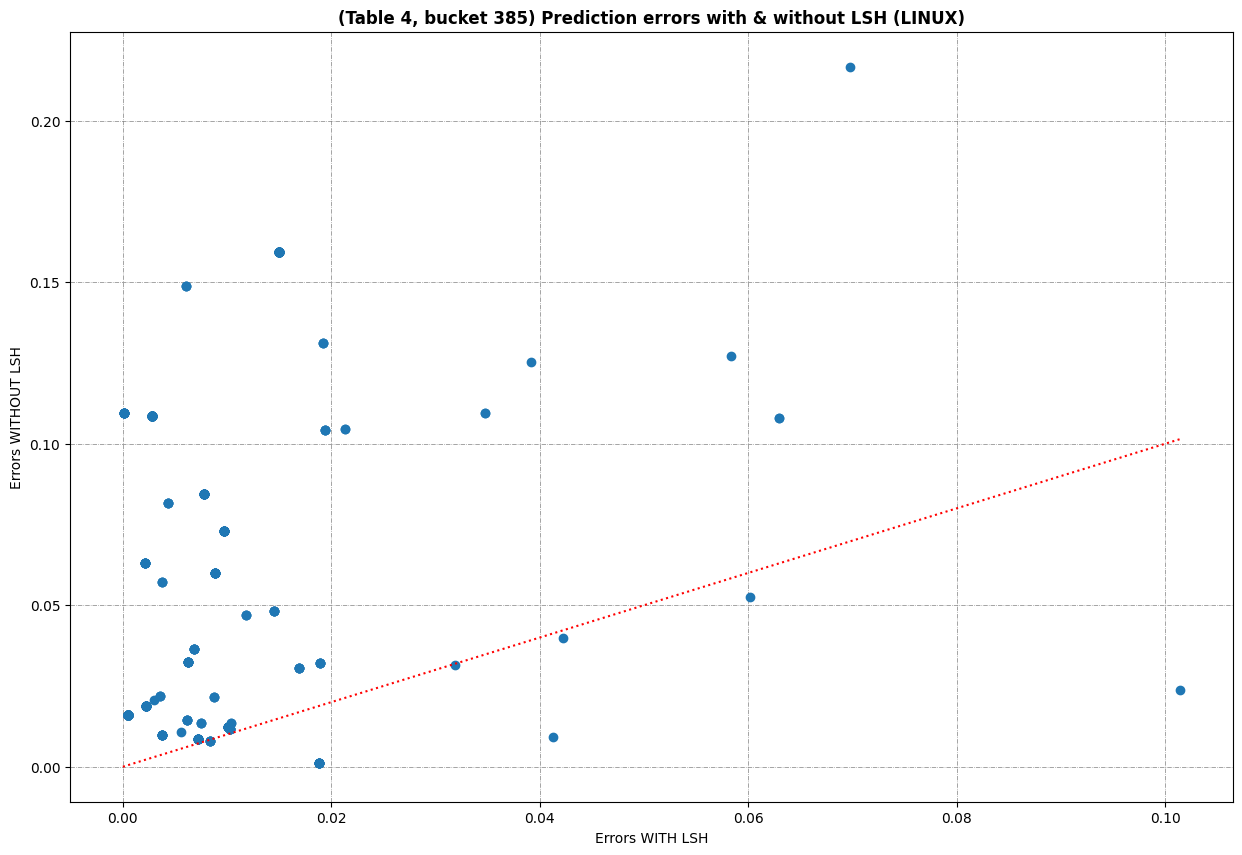 (Table 4, bucket 385) Prediction errors with & without LSH (LINUX)
0.20
0.15
0.10
0.05
0.00
Errors WITHOUT LSH
0.00 0.02 0.04 0.06 0.08 0.10
Errors WITH LSH